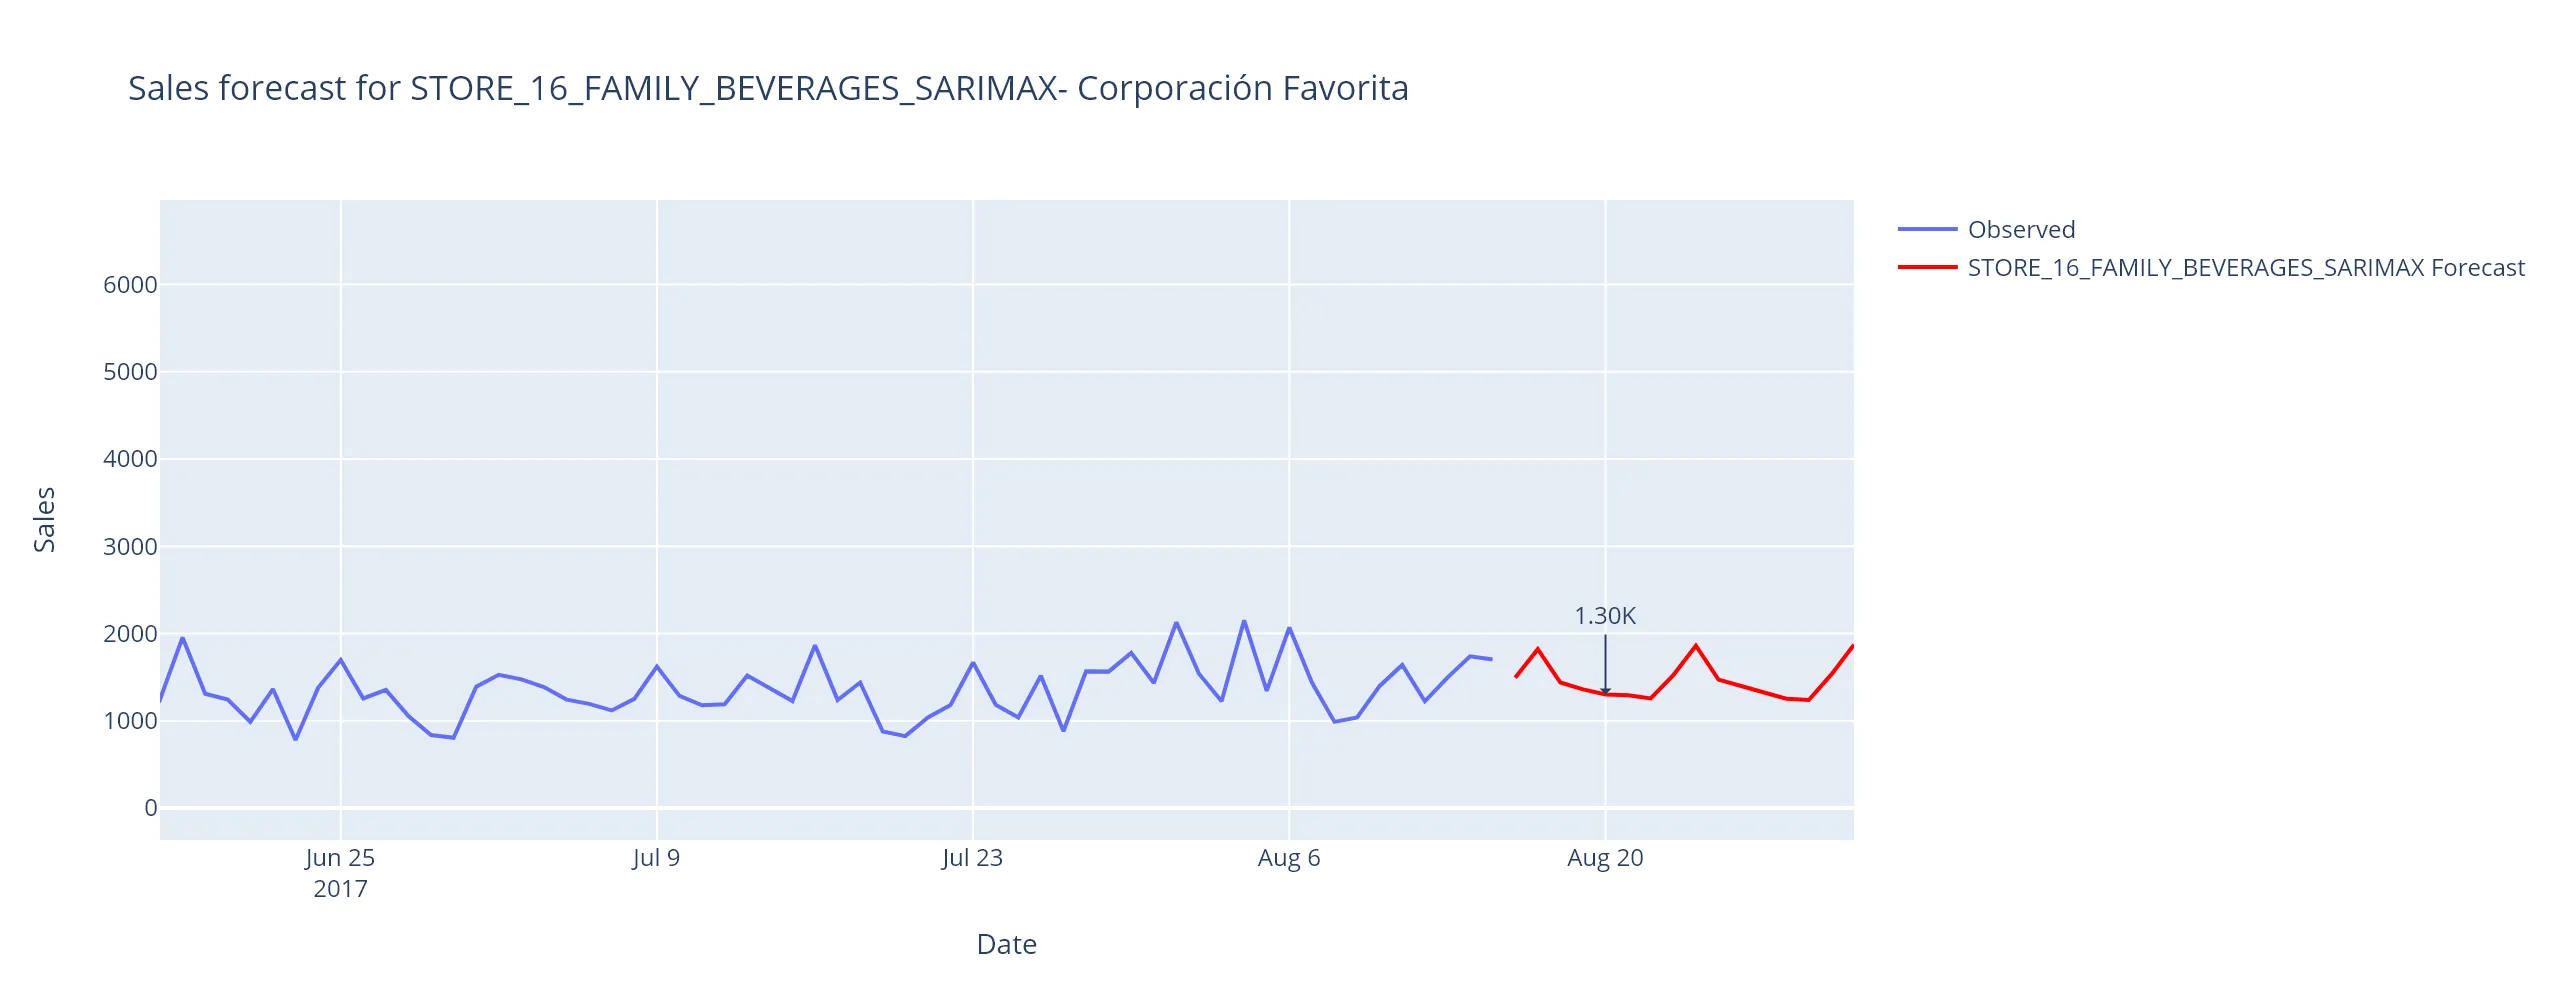 Sales forecast for STORE_16_FAMILY_BEVERAGES_SARIMAX- Corporación Favorita
Observed
STORE_16_FAMILY_BEVERAGES_SARIMAX Forecast
6000
5000
4000
3000
2000
1000
0
Sales
1.30K
Jun 25
2017
Jul 9
Jul 23
Aug 6
Aug 20
Date